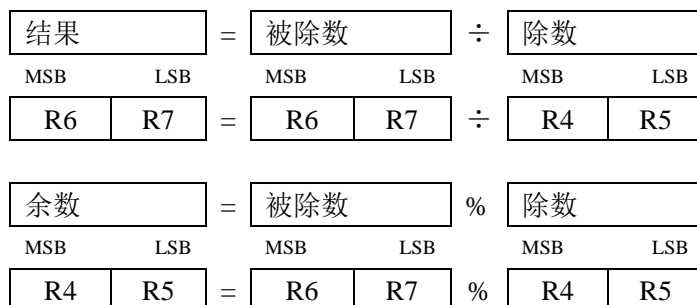 结果 = 被除数 ÷ 除数
MSB LSB MSB LSB MSB LSB
R6 R7 = R6 R7 ÷ R4 R5
余数 = 被除数 % 除数
MSB LSB MSB LSB MSB LSB
R4 R5 = R6 R7 % R4 R5